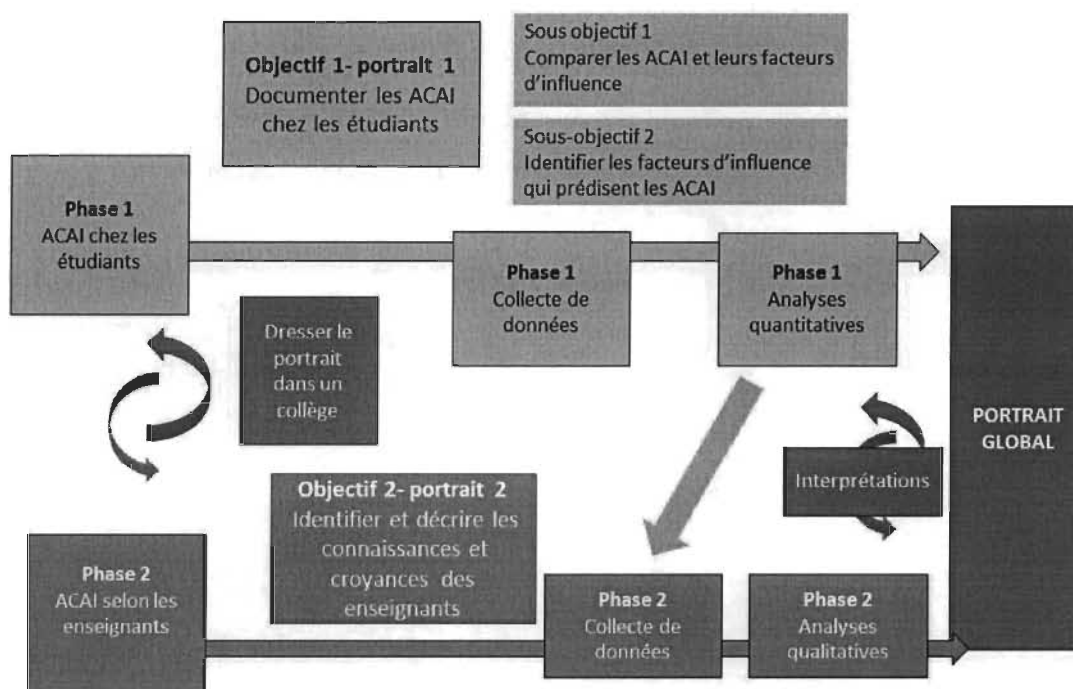 Objectif 1- portrait 1
Documenter les ACAI
chez les étudiants
Sous objectif 1
Comparer les ACAI et leurs facteurs
d'influence
Sous-objectif 2
Identifier les facteurs d'influence
qui prédisent les ACAI
Phase 1
ACAI chez les
étudiants
Phase 1
Collecte de
données
Phase 1
Analyses
quantitatives
Dresser le
portrait
dans un
collège
PORTRAIT
GLOBAL
Interprétations
Objectif 2- portrait 2
Identifier et décrire les
connaissances et
croyances des
enseignants
Phase 2
ACAI selon les
enseignants
Phase 2
Collecte de
données
Phase 2
Analyses
qualitatives